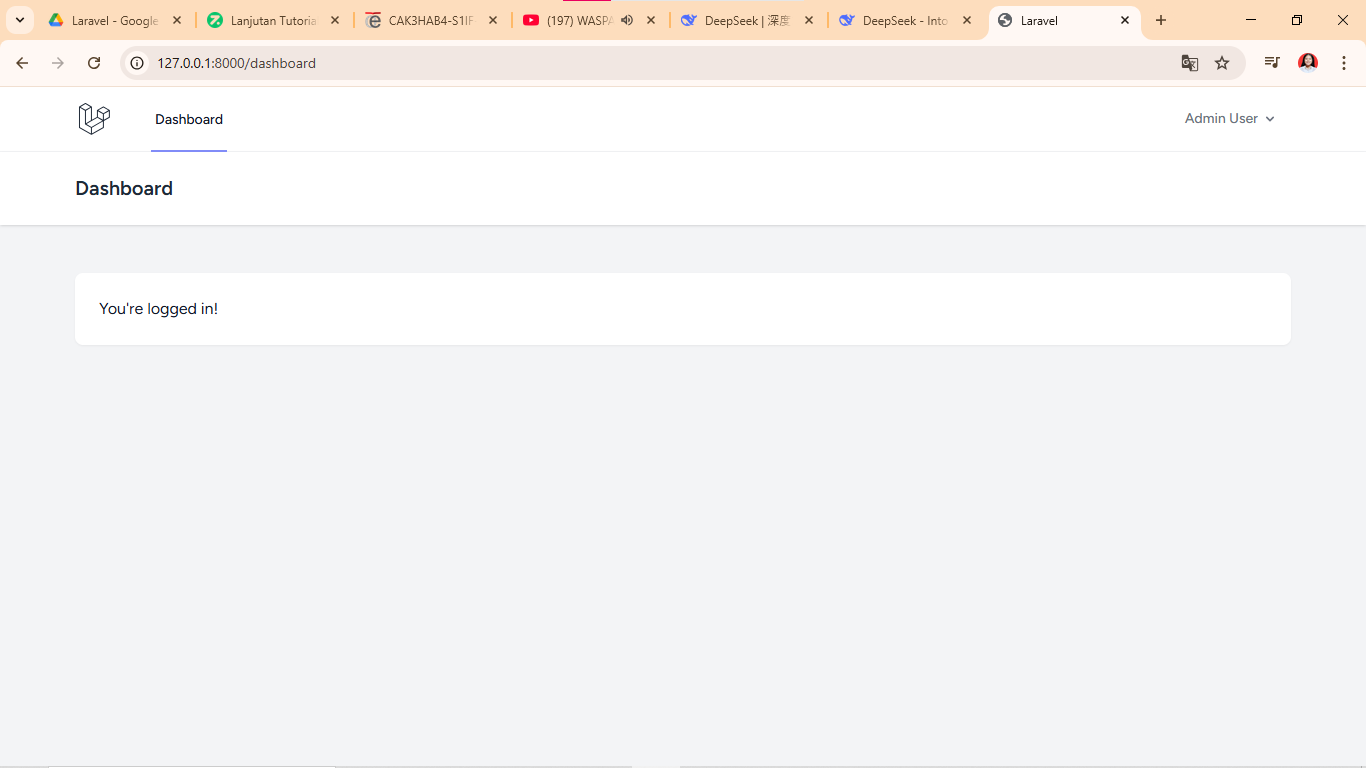 Laravel - Google
Lanjutan Tutoria
CAK3HAB4-S1IF
(197) WASPA
DeepSeek | 深度
DeepSeek - Into
Laravel
127.0.0.1:8000/dashboard
Dashboard
Admin User
Dashboard
You're logged in!